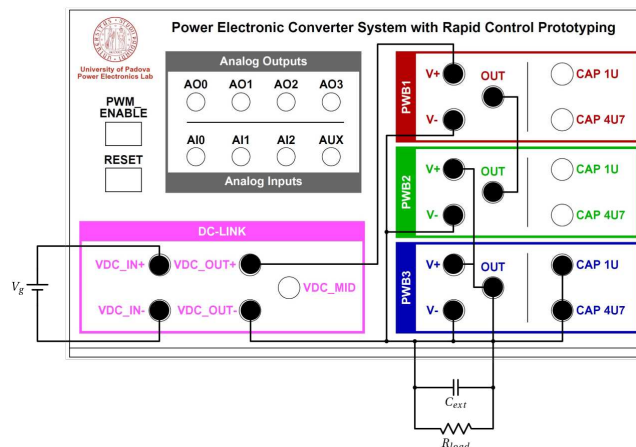 Power Electronic Converter System with Rapid Control Prototyping
University of Padova
Power Electronics Lab
PWM_
ENABLE
RESET
Analog Outputs
AO0 AO1 AO2 AO3
AI0 AI1 AI2 AUX
Analog Inputs
PWB1
V+ OUT CAP 1U
V- CAP 4U7
PWB2
V+ OUT CAP 1U
V- CAP 4U7
PWB3
V+ OUT CAP 1U
V- CAP 4U7
DC-LINK
VDC_IN+ VDC_OUT+
VDC_MID
VDC_IN- VDC_OUT-
Vg
Cext
Rload